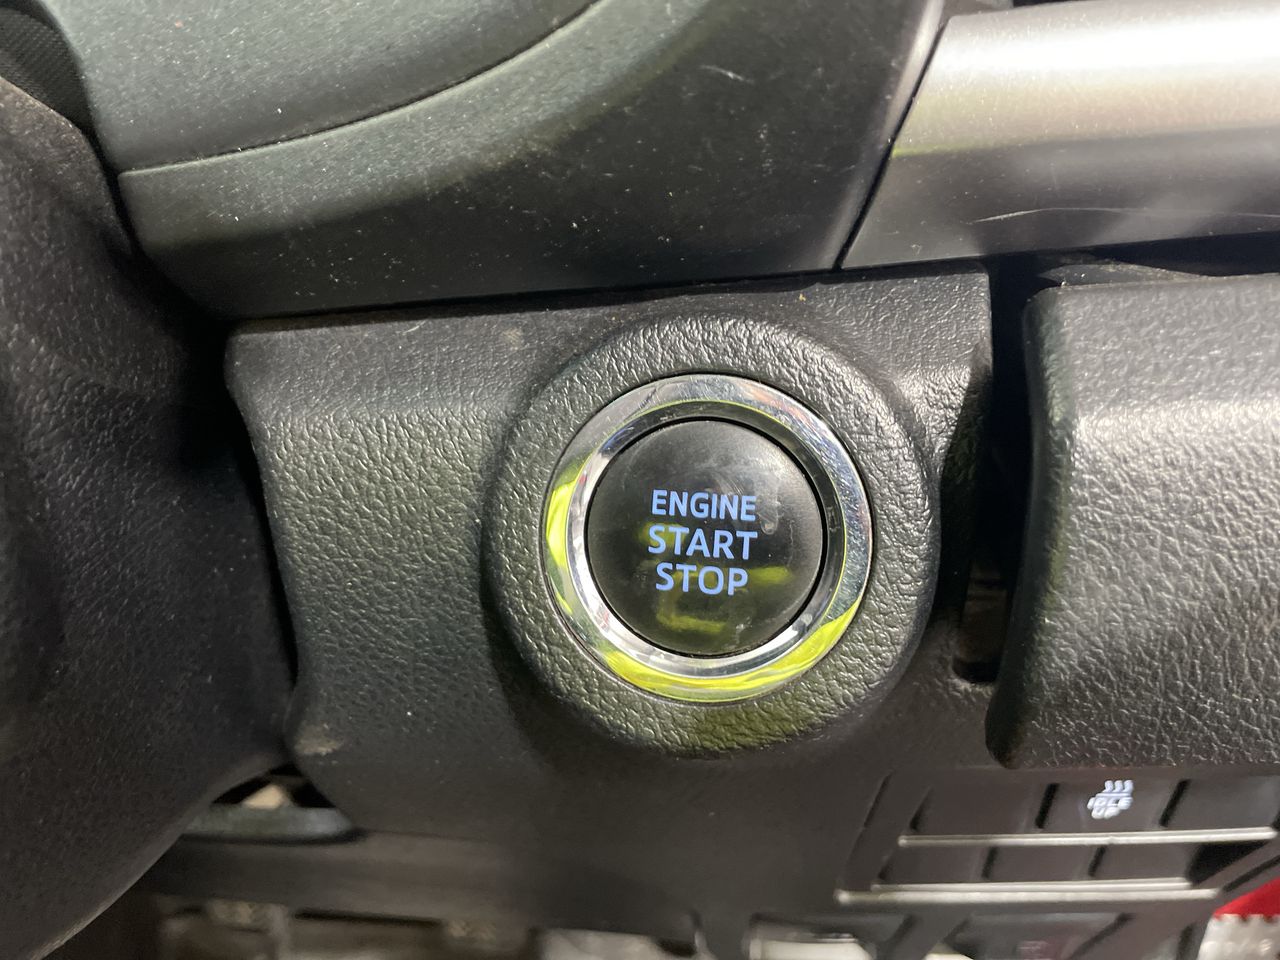 ENGINE
START
STOP
IDLE
UP